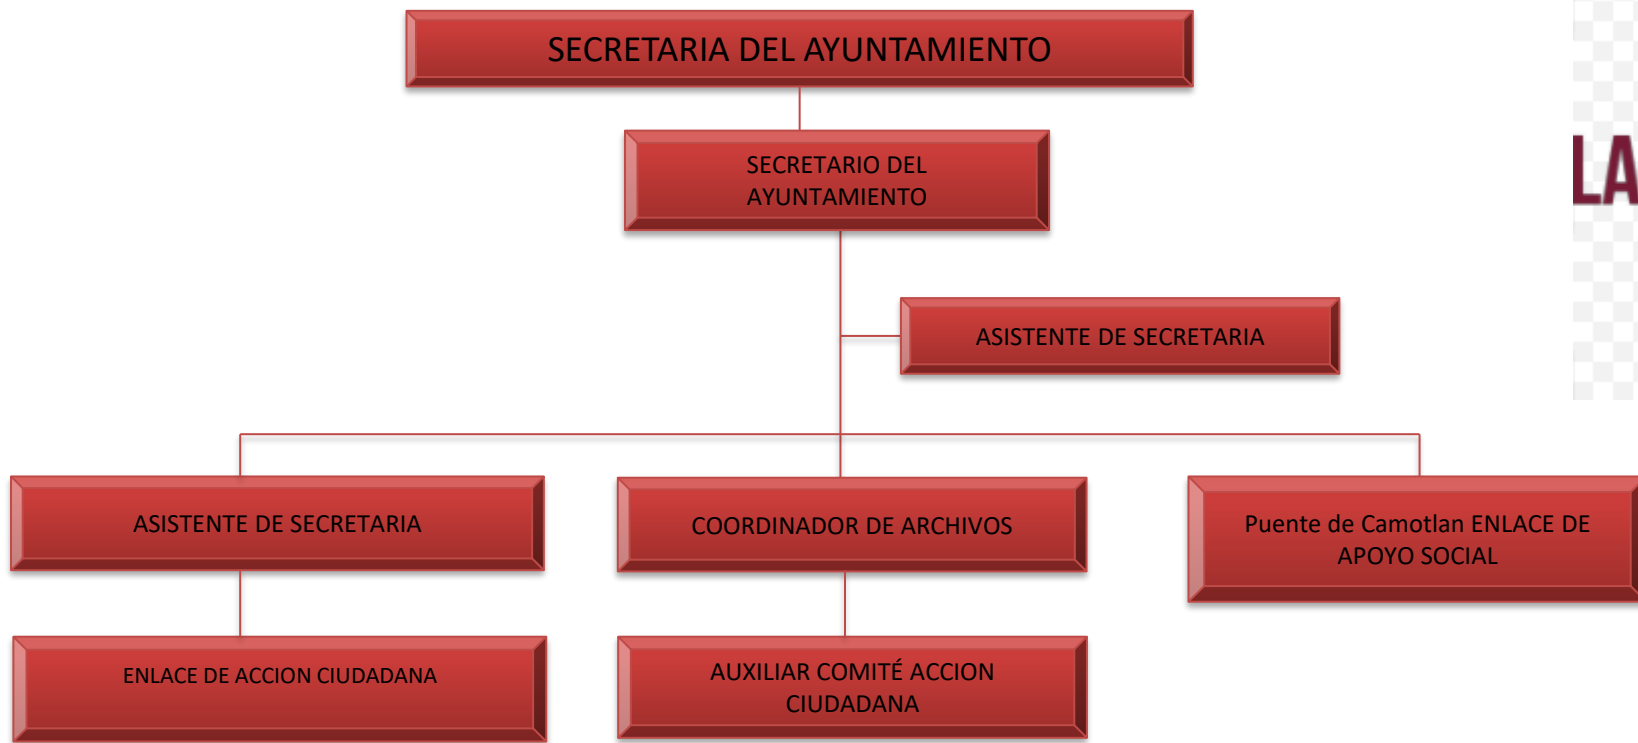 SECRETARIA DEL AYUNTAMIENTO
SECRETARIO DEL
AYUNTAMIENTO
LA
ASISTENTE DE SECRETARIA
ASISTENTE DE SECRETARIA
COORDINADOR DE ARCHIVOS
Puente de Camotlan ENLACE DE
APOYO SOCIAL
ENLACE DE ACCION CIUDADANA
AUXILIAR COMITÉ ACCION
CIUDADANA